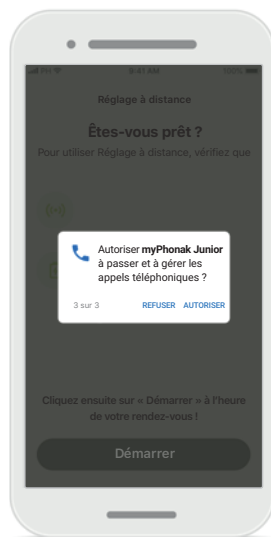 PH 9:41 AM 100%
Réglage à distance
Êtes-vous prêt ?
Pour utiliser Réglage à distance, vérifiez que
Autoriser myPhonak Junior
à passer et à gérer les
appels téléphoniques ?
3 sur 3 REFUSER AUTORISER
Cliquez ensuite sur « Démarrer » à l'heure
de votre rendez-vous !
Démarrer